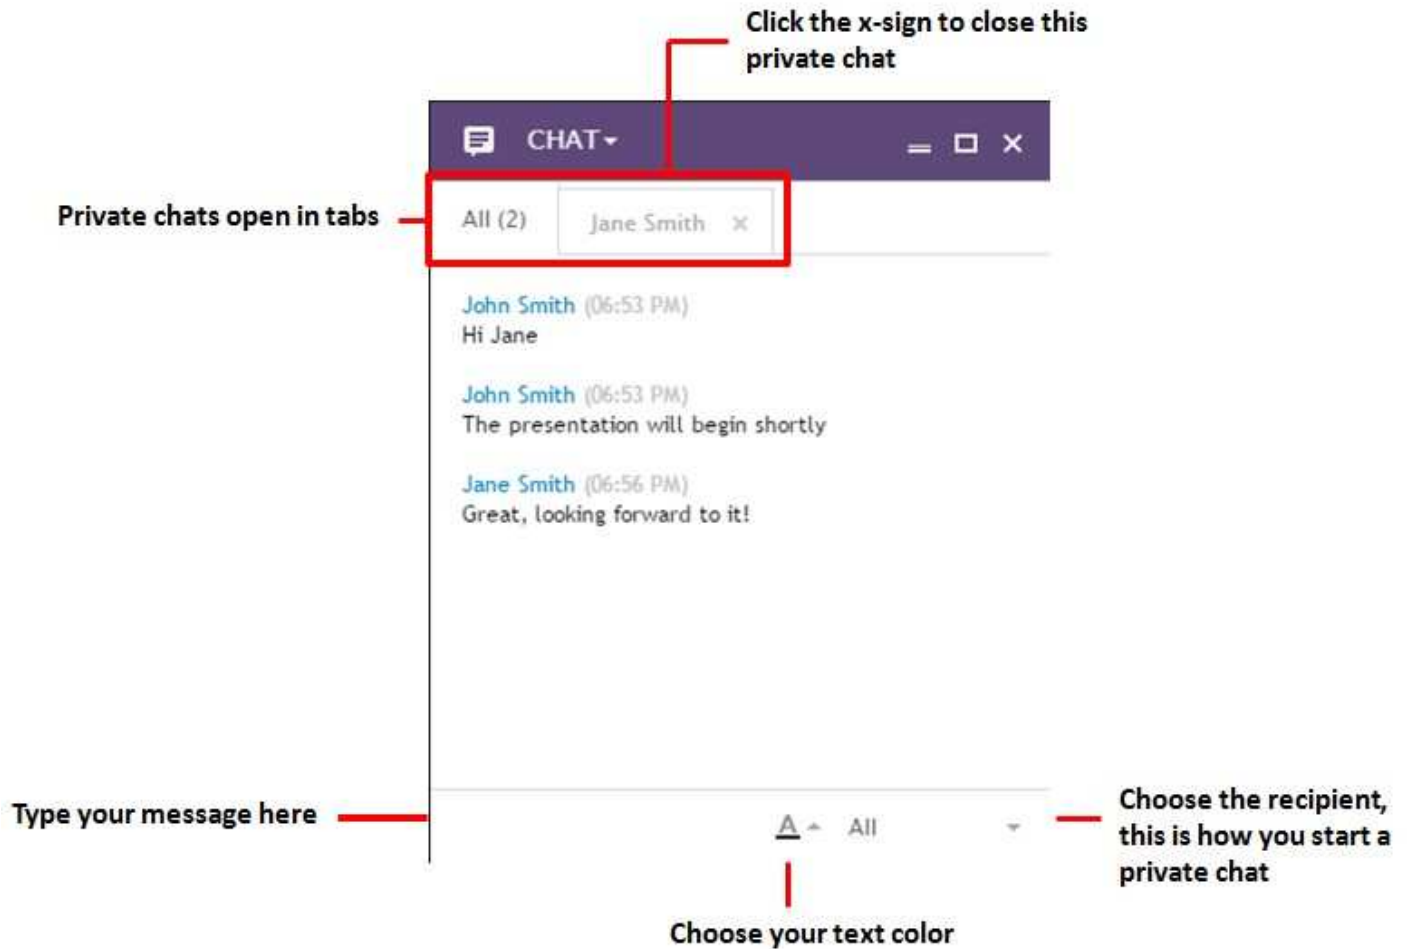 Click the x-sign to close this
private chat
CHAT
Private chats open in tabs
All (2)
Jane Smith ×
John Smith (06:53 PM)
Hi Jane
John Smith (06:53 PM)
The presentation will begin shortly
Jane Smith (06:56 PM)
Great, looking forward to it!
Type your message here
A All
Choose the recipient,
this is how you start a
private chat
Choose your text color